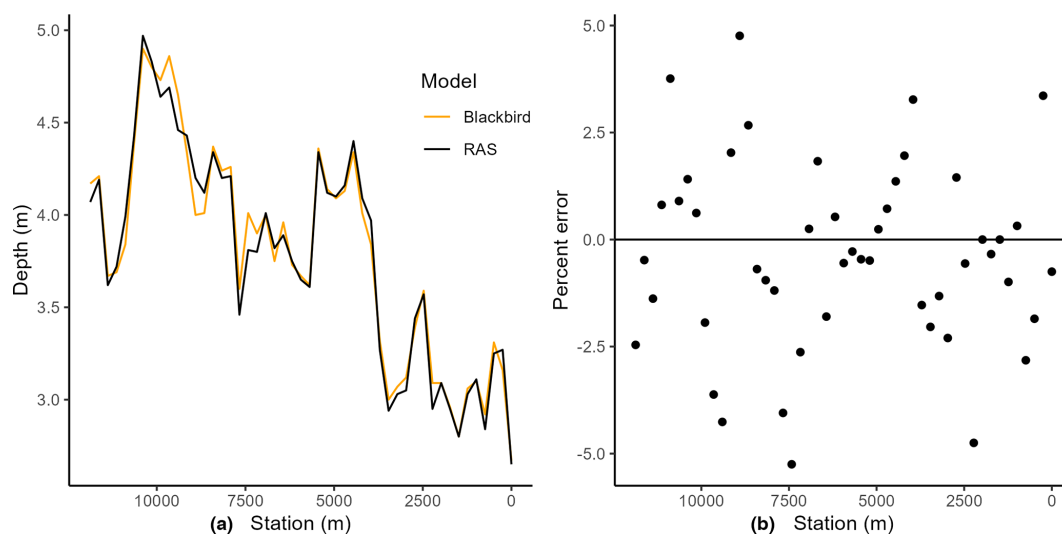 Depth (m)
5.0
4.5
4.0
3.5
3.0
10000 7500 5000 2500 0
(a) Station (m)
Model
Blackbird
RAS
Percent error
5.0
2.5
0.0
-2.5
-5.0
10000 7500 5000 2500 0
(b) Station (m)